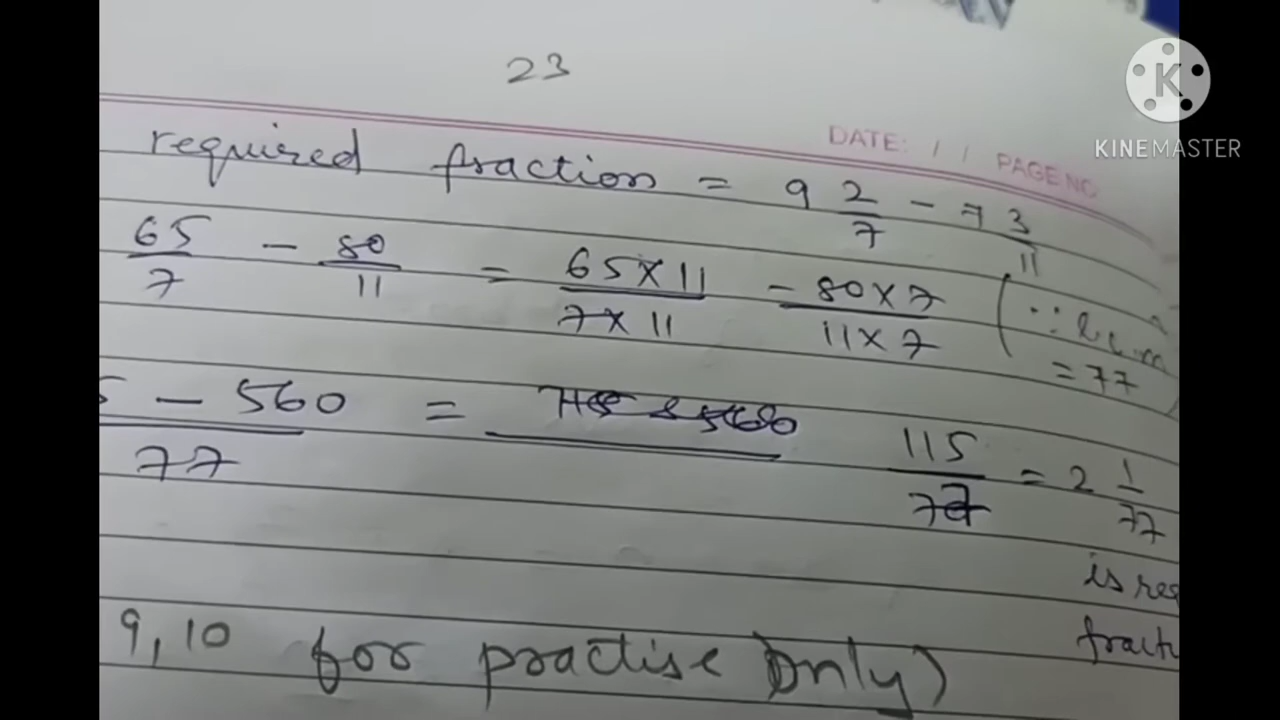 23
DATE: / / PAGE NO
KINEMASTER
required fraction = 9 2/7 - 7 3/11
65/7 - 80/11 = 65×11/7×11 - 80×7/11×7 (∵ Lcm = 77
5 - 560/77 = 115/77 = 2 1/77
is req
fracti
9,10 for practise only)